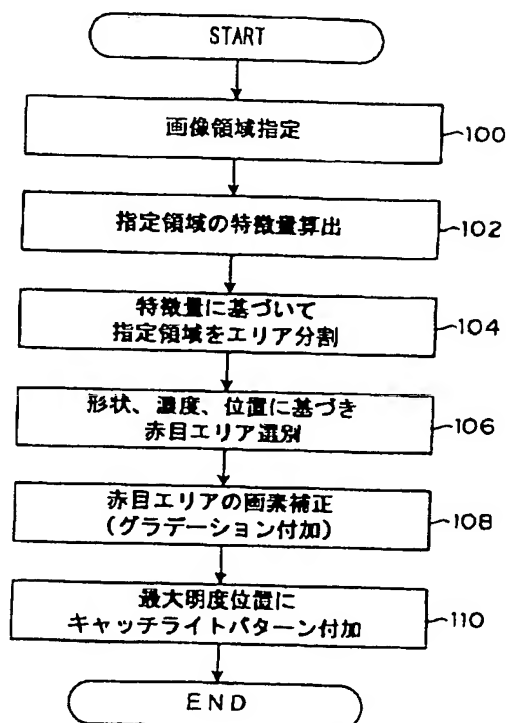 START
画像領域指定
100
指定領域の特徴量算出
102
特徴量に基づいて
指定領域をエリア分割
104
形状、濃度、位置に基づき
赤目エリア選別
106
赤目エリアの画素補正
(グラデーション付加)
108
最大明度位置に
キャッチライトパターン付加
110
END